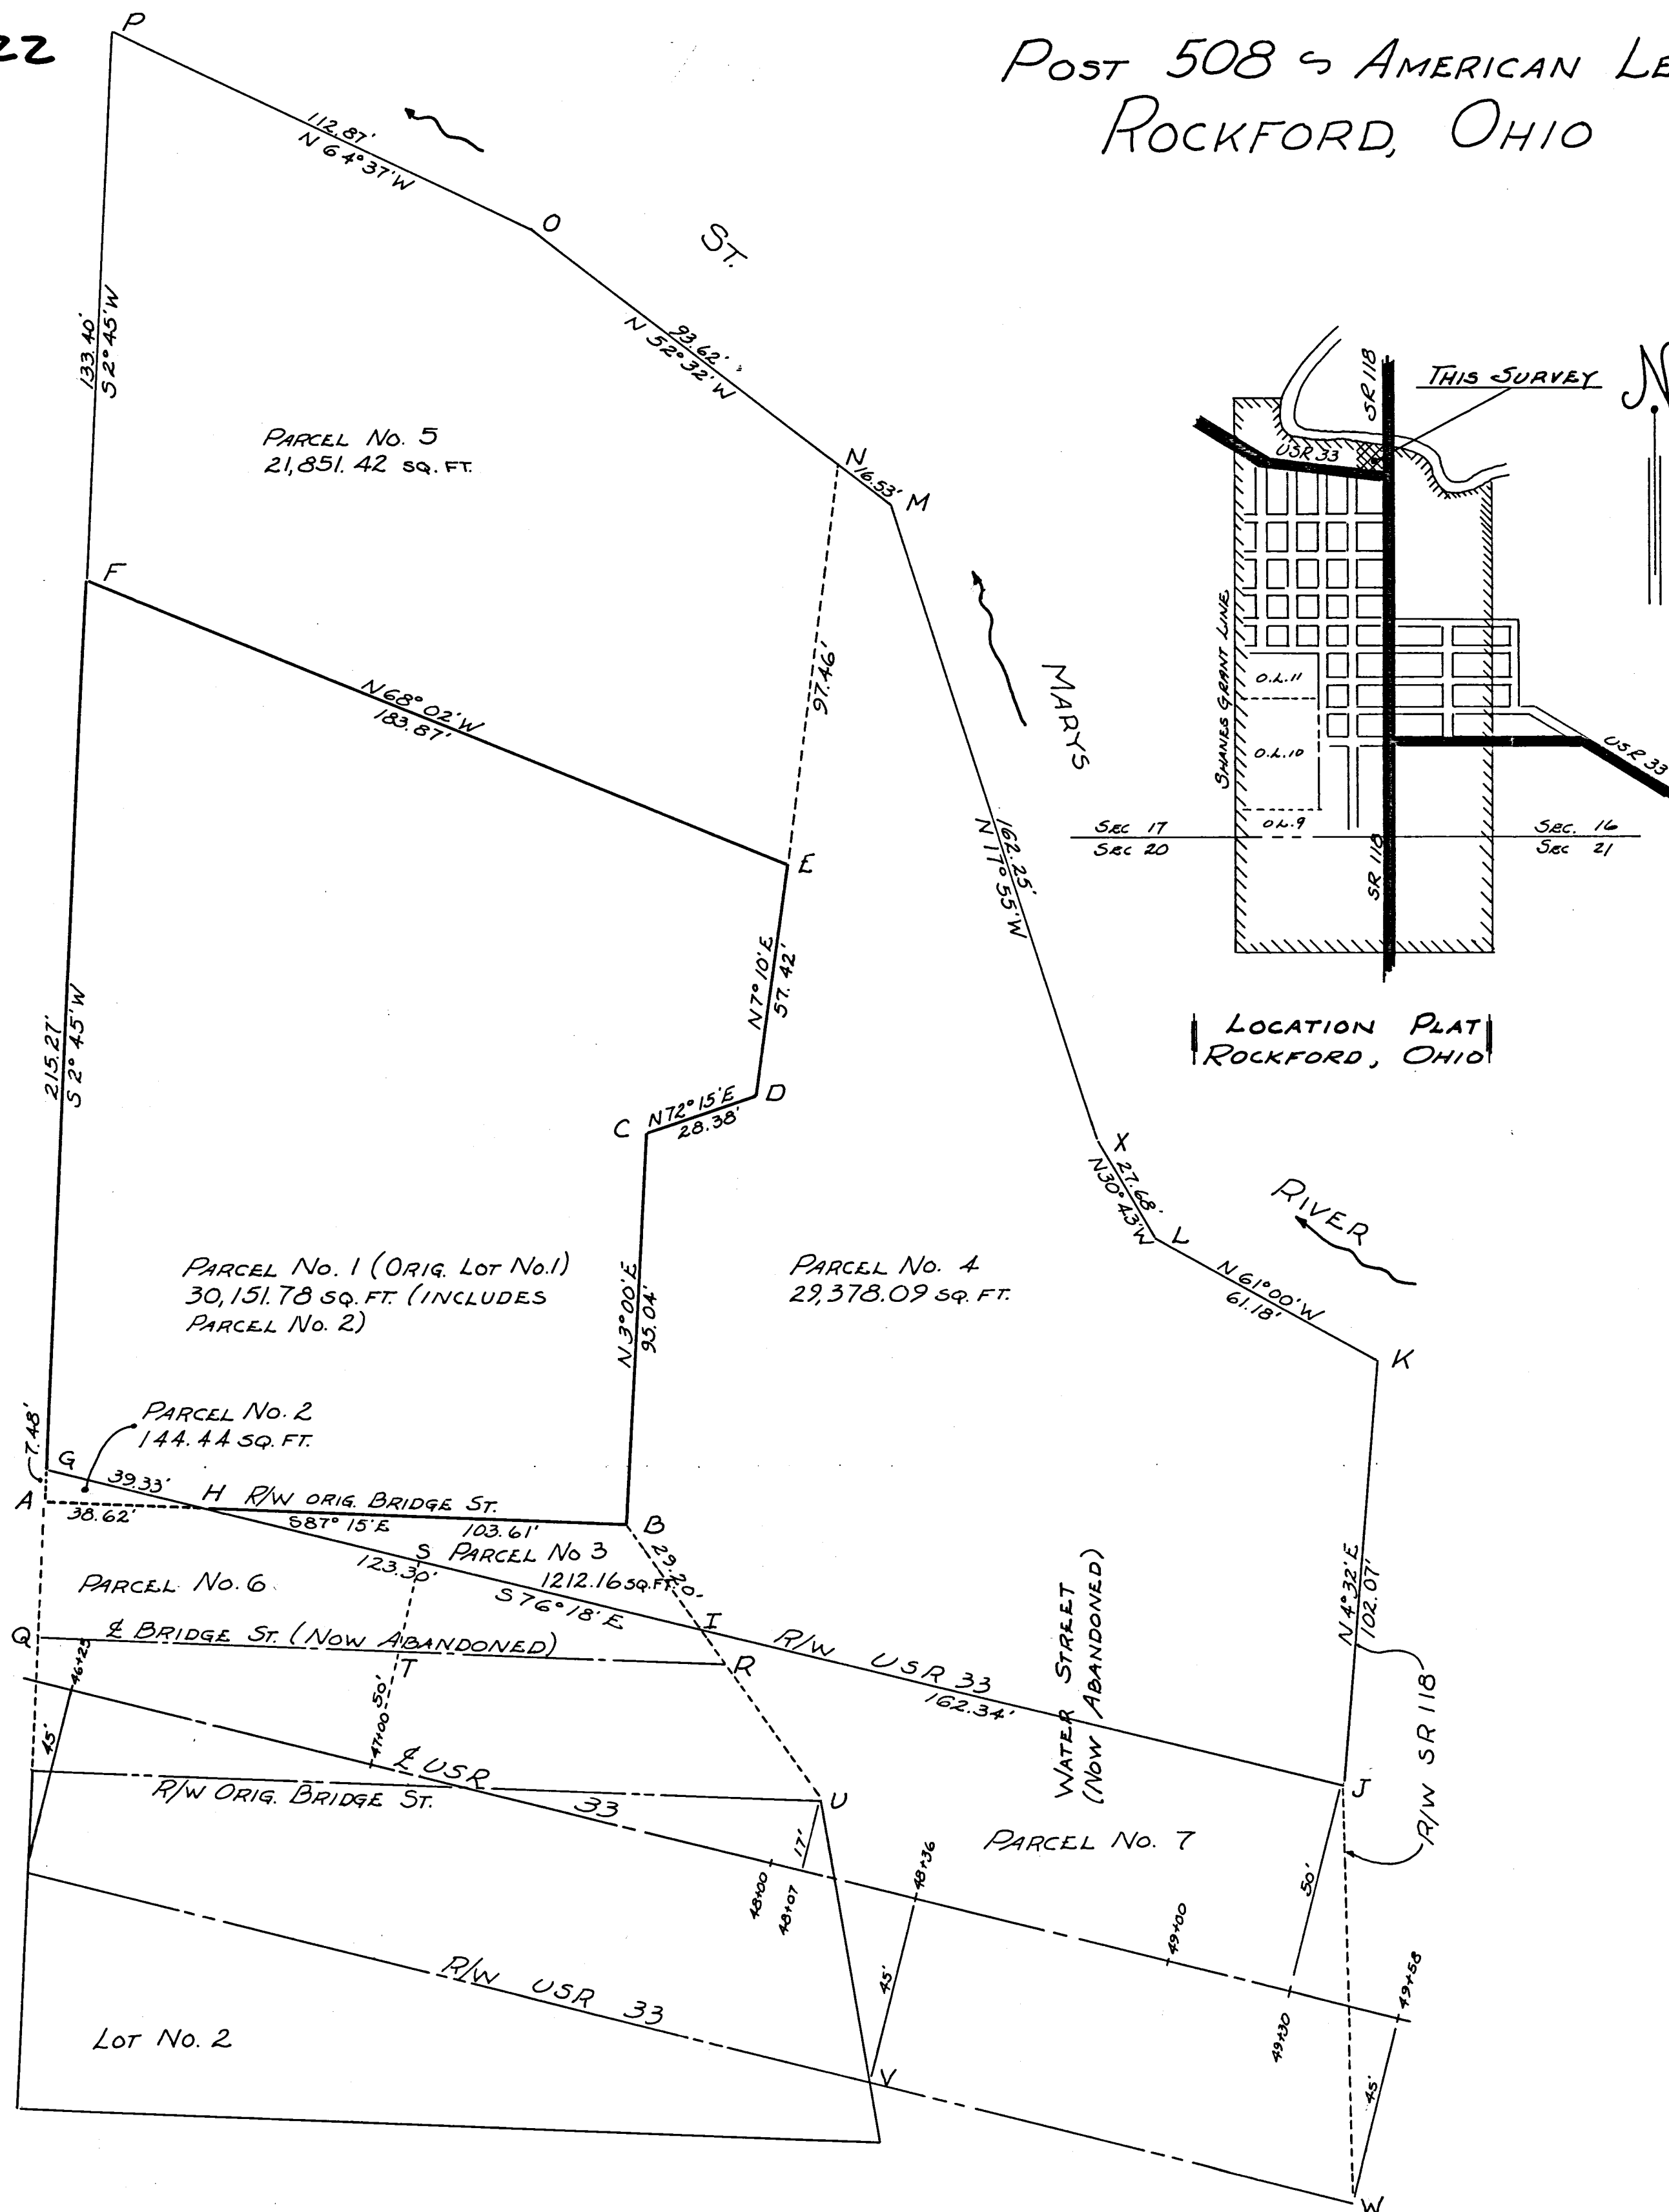 22
POST 508 AMERICAN LE
ROCKFORD, OHIO
P
112.87'
N 64°37'W
O
ST.
133.40'
S 2°45'W
93.62'
N 52°32'W
PARCEL NO. 5
21,851.42 SQ. FT.
N
16.53'
M
F
N 68°02'W
183.87'
97.46'
E
MARYS
162.25'
N 17°55'W
N 7°10'E
57.42'
215.27'
S 2°45'W
D
N 72°15'E
28.38'
C
X
27.68'
N 30°43'W
L
RIVER
PARCEL NO. 1 (ORIG. LOT NO.1)
30,151.78 SQ. FT. (INCLUDES
PARCEL NO. 2)
N 3°00'E
95.04'
PARCEL NO. 4
29,378.09 SQ. FT.
N 61°00'W
61.18'
K
PARCEL NO. 2
144.44 SQ. FT.
7.48'
G
39.33'
A
38.62'
H
R/W ORIG. BRIDGE ST.
S 87°15'E
103.61'
B
29.20'
S
PARCEL NO 3
1212.16 SQ. FT.
123.30'
S 76°18'E
PARCEL NO. 6
I
R/W USR 33
162.34'
WATER STREET
(NOW ABANDONED)
N 4°32'E
102.07'
R/W SR 118
Q
℄ BRIDGE ST. (NOW ABANDONED)
T
R
46+25
45'
50'
47+00
℄ USR 33
J
R/W ORIG. BRIDGE ST.
U
17'
48+00
48+07
48+36
PARCEL NO. 7
50'
49+00
45'
49+30
49+58
45'
R/W USR 33
V
LOT NO. 2
W
THIS SURVEY
N
SR 118
USR 33
SHANES GRANT LINE
O.L.11
O.L.10
O.L.9
USR 33
SEC 17
SEC 20
SEC. 16
SEC 21
SR 118
LOCATION PLAT
ROCKFORD, OHIO